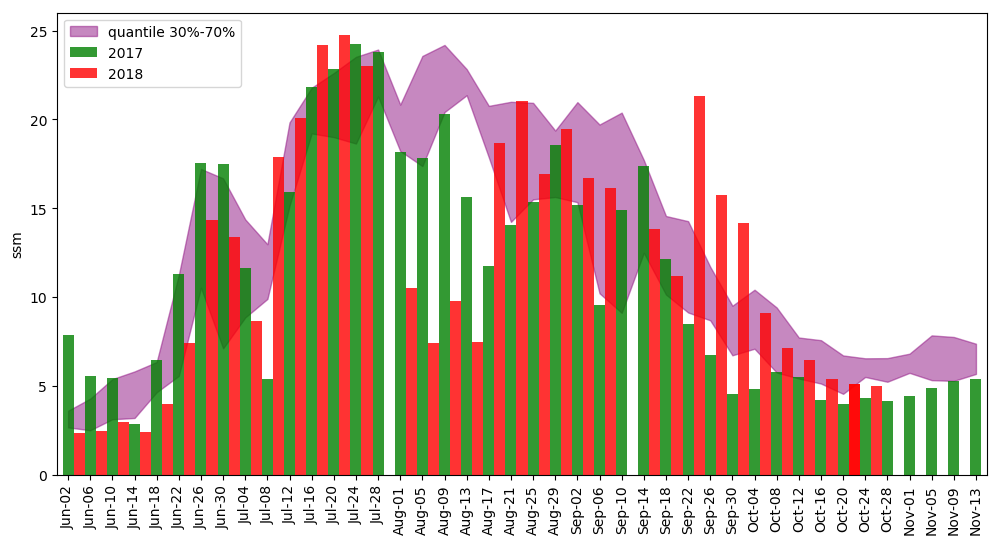 25
20
15
10
5
0
ssm
quantile 30%-70%
2017
2018
Jun-02
Jun-06
Jun-10
Jun-14
Jun-18
Jun-22
Jun-26
Jun-30
Jul-04
Jul-08
Jul-12
Jul-16
Jul-20
Jul-24
Jul-28
Aug-01
Aug-05
Aug-09
Aug-13
Aug-17
Aug-21
Aug-25
Aug-29
Sep-02
Sep-06
Sep-10
Sep-14
Sep-18
Sep-22
Sep-26
Sep-30
Oct-04
Oct-08
Oct-12
Oct-16
Oct-20
Oct-24
Oct-28
Nov-01
Nov-05
Nov-09
Nov-13